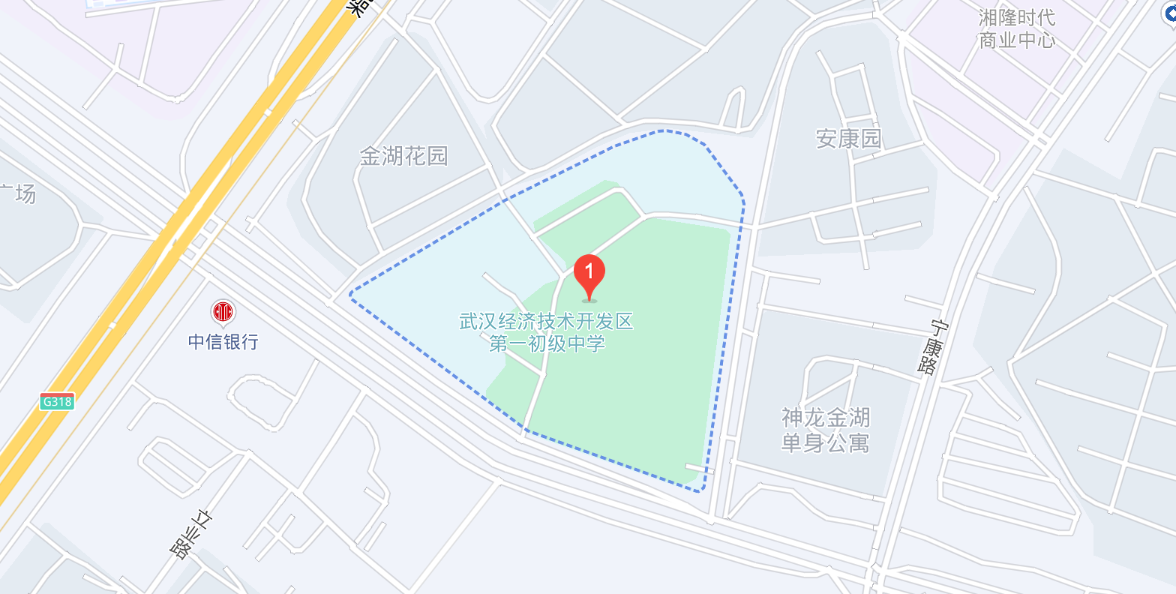 渠
湘隆时代
商业中心
安康园
金湖花园
广场
1
武汉经济技术开发区
第一初级中学
中信银行
宁康路
G318
神龙金湖
单身公寓
立业路